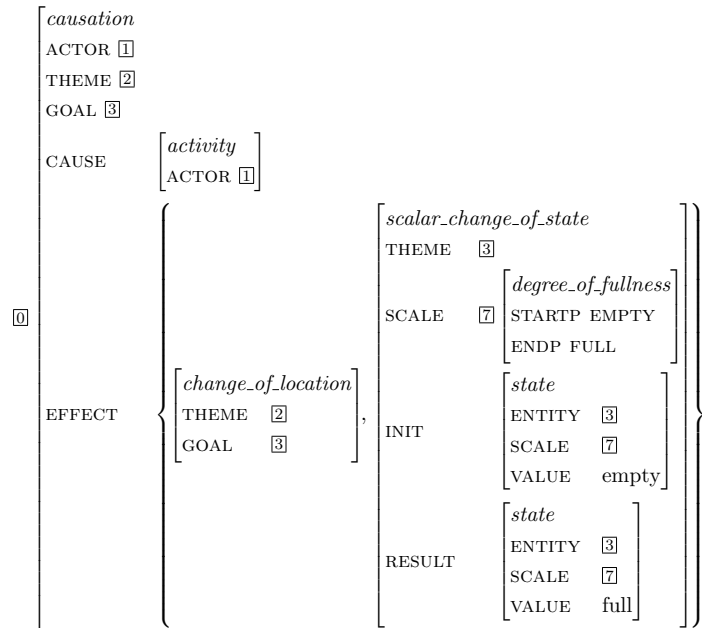 causation
ACTOR 1
THEME 2
GOAL 3
CAUSE activity
ACTOR 1
0
EFFECT
change_of_location
THEME 2
GOAL 3
,
scalar_change_of_state
THEME 3
SCALE 7
degree_of_fullness
STARTP EMPTY
ENDP FULL
INIT
state
ENTITY 3
SCALE 7
VALUE empty
RESULT
state
ENTITY 3
SCALE 7
VALUE full